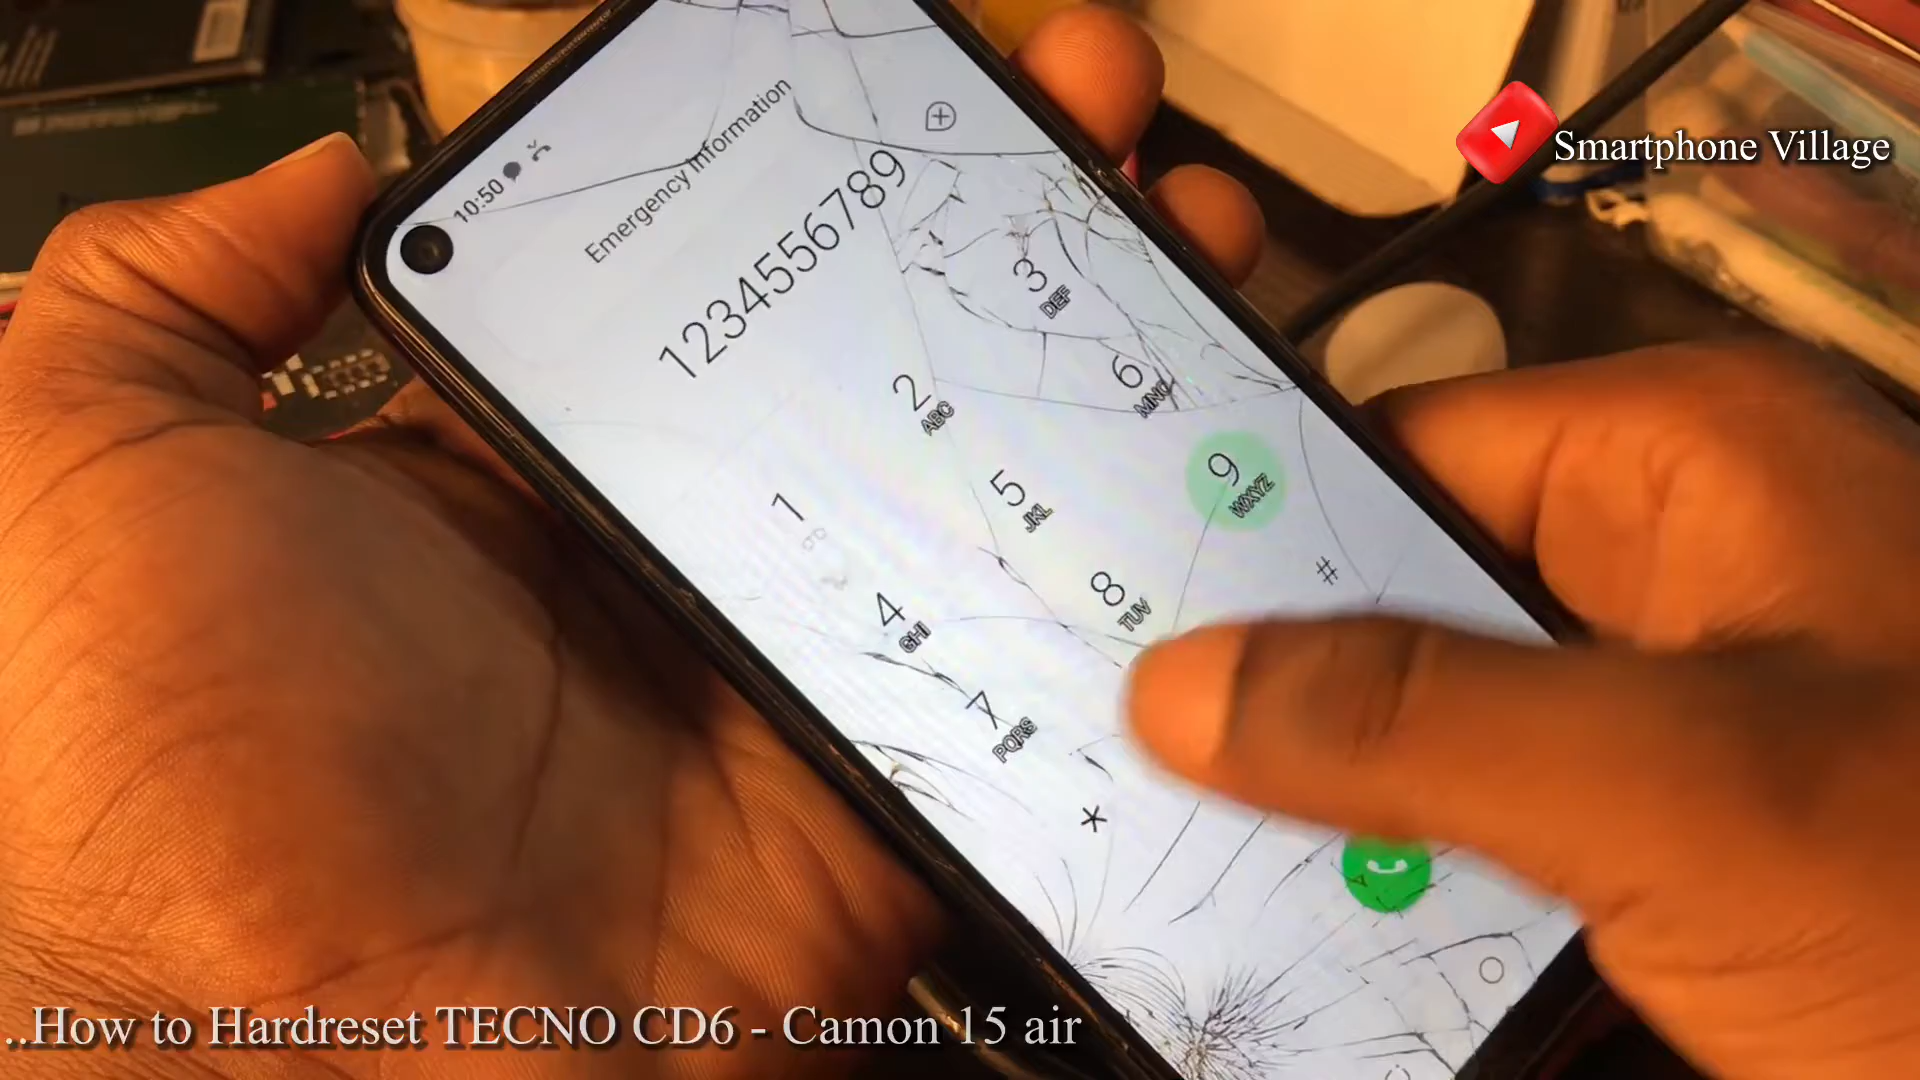 Smartphone Village
10:50
Emergency Information
12345556789
1
2
ABC
3
DEF
4
GHI
5
JKL
6
MNO
7
PQRS
8
TUV
9
WXYZ
*
#
..How to Hardreset TECNO CD6 - Camon 15 air